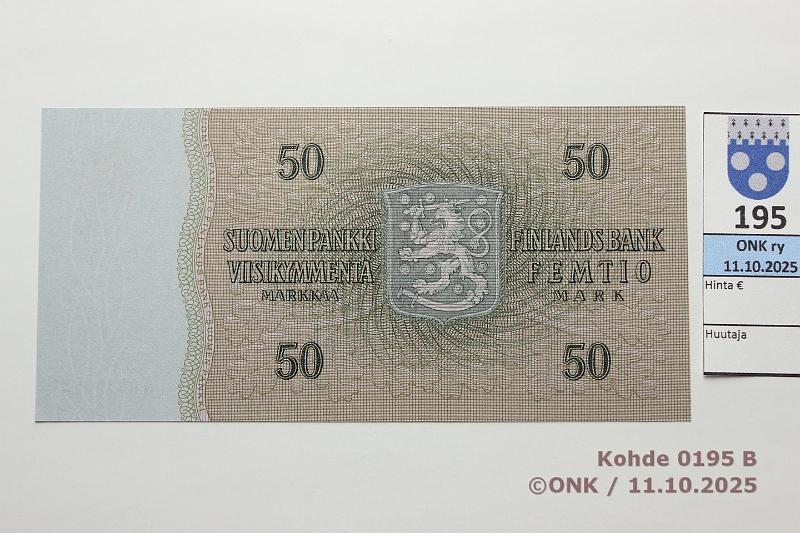 50
50
SUOMEN PANKKI
VIISIKYMMENTÄ
MARKKAA
FINLANDS BANK
FEMTIO
MARK
50
50
195
ONK ry
11.10.2025
Hinta €
Huutaja
Kohde 0195 B
©ONK / 11.10.2025